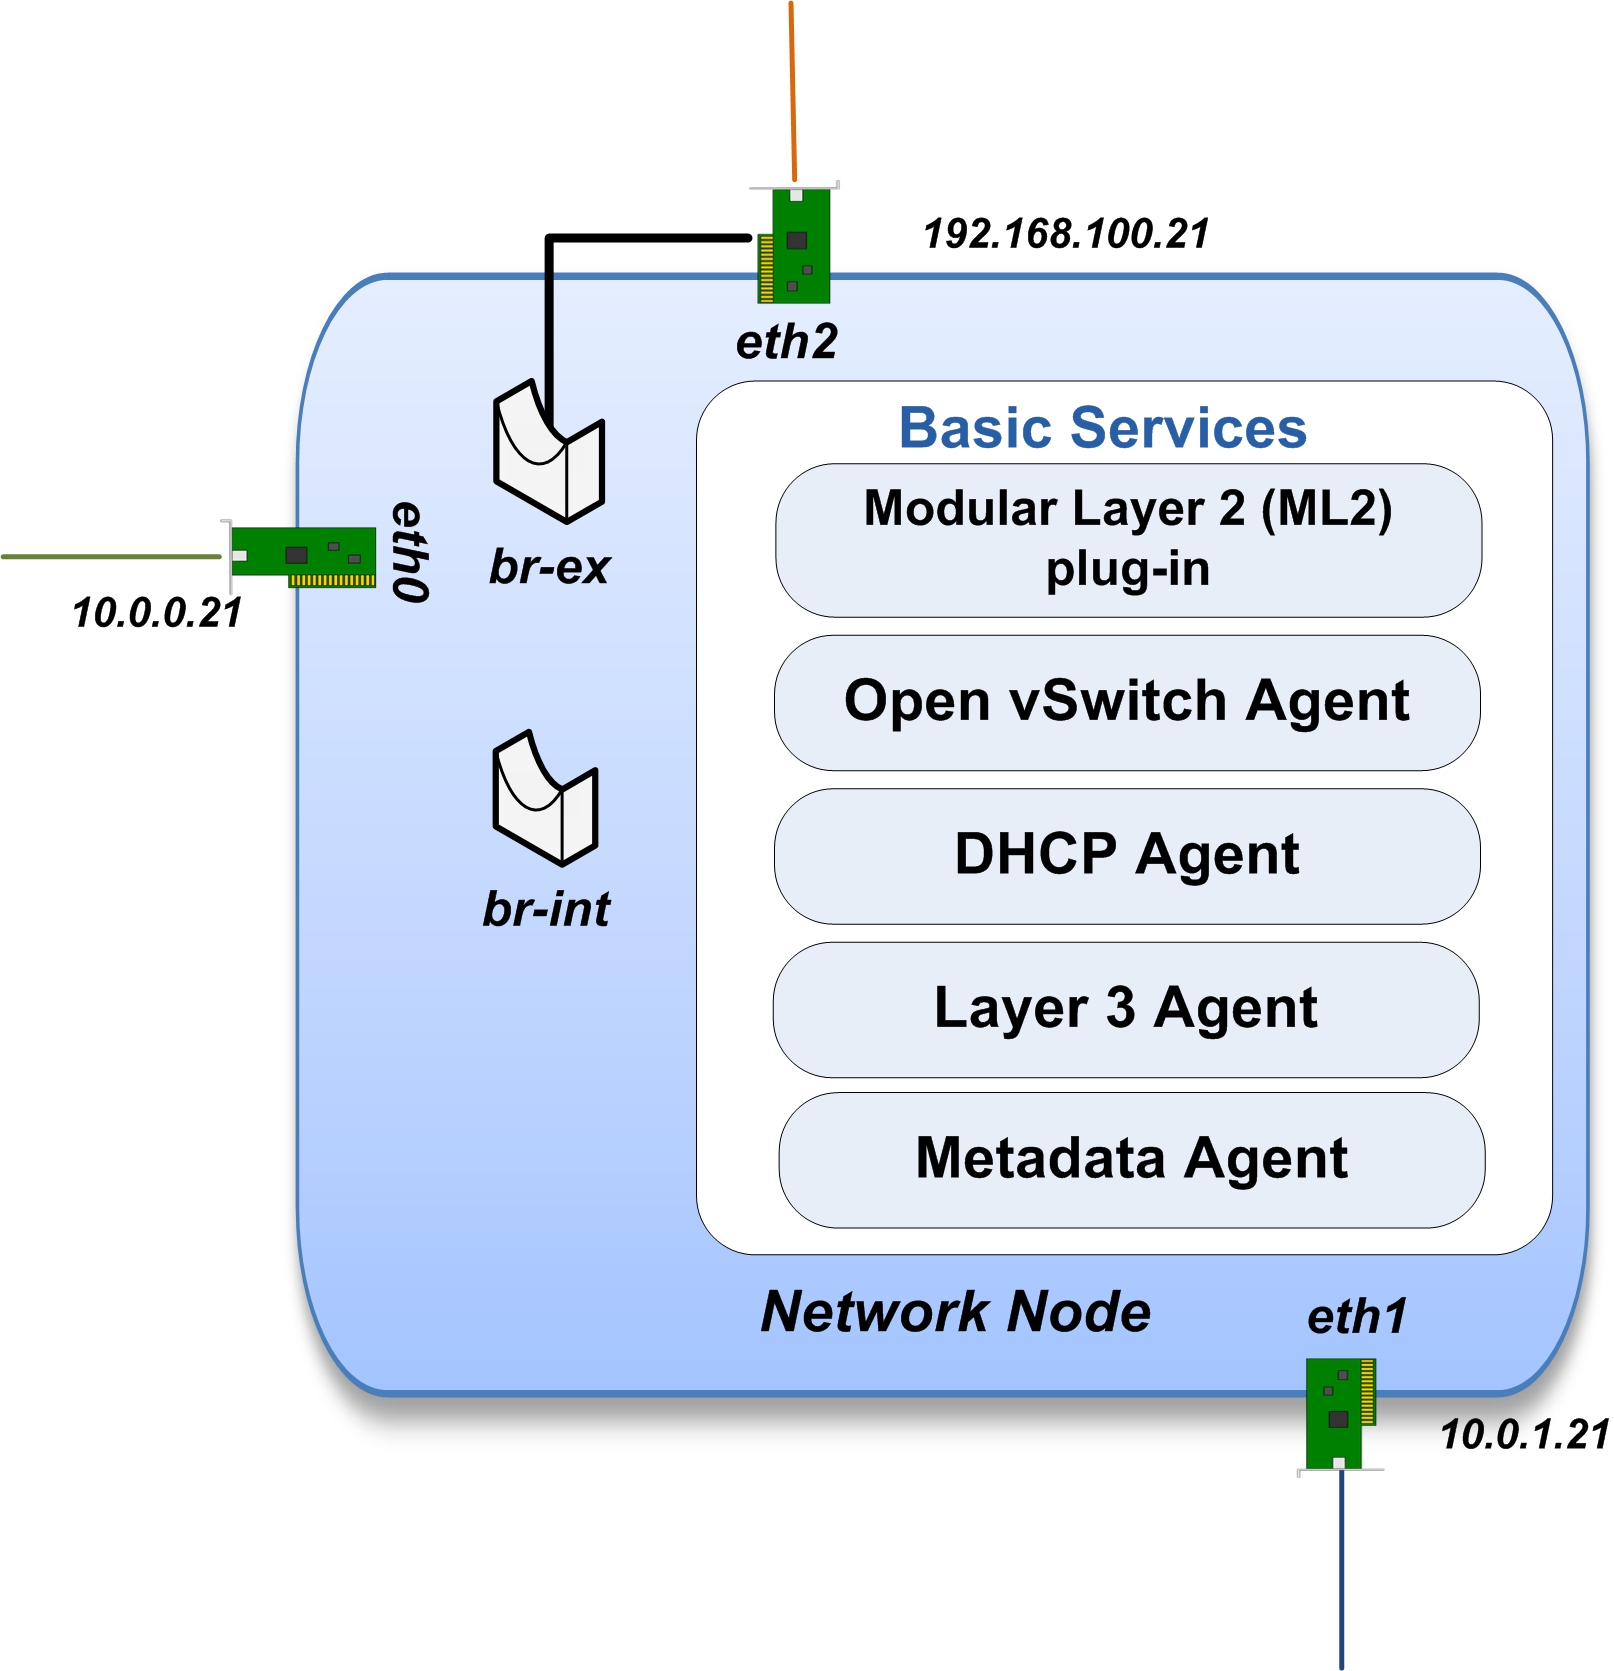 192.168.100.21
eth2
Basic Services
Modular Layer 2 (ML2)
plug-in
eth0
br-ex
10.0.0.21
Open vSwitch Agent
DHCP Agent
br-int
Layer 3 Agent
Metadata Agent
Network Node
eth1
10.0.1.21